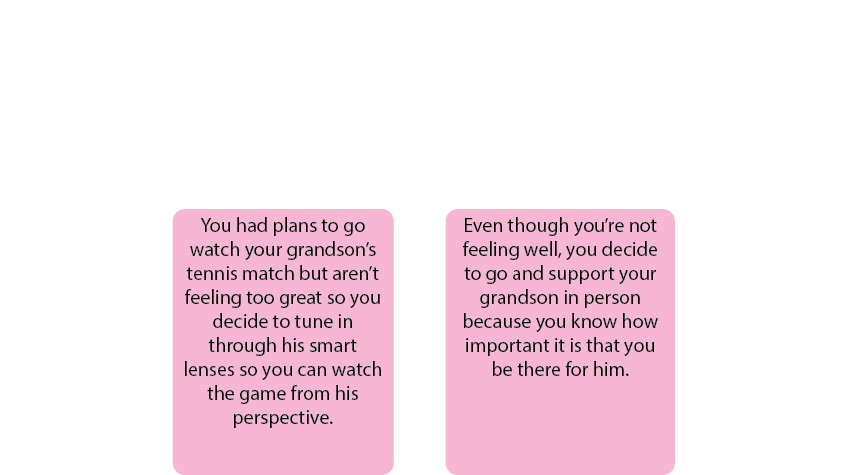 You had plans to go
watch your grandson’s
tennis match but aren’t
feeling too great so you
decide to tune in
through his smart
lenses so you can watch
the game from his
perspective.
Even though you’re not
feeling well, you decide
to go and support your
grandson in person
because you know how
important it is that you
be there for him.